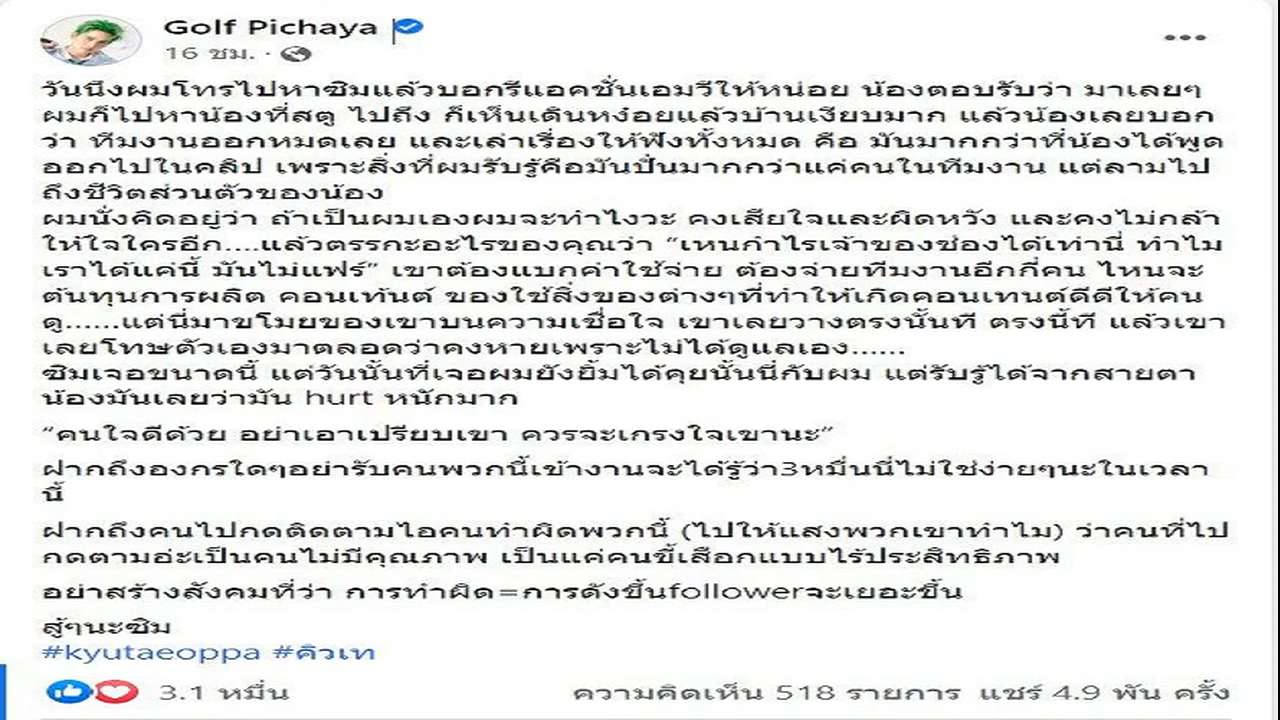 Golf Pichaya
16 ชม. ·
วันนึงผมโทรไปหาซิมแล้วบอกรีแอคชั่นเอมวีให้หน่อย น้องตอบรับว่า มาเลยๆ
ผมก็ไปหาน้องที่สตู ไปถึง ก็เห็นเดินหง๋อยแล้วบ้านเงียบมาก แล้วน้องเลยบอก
ว่า ทีมงานออกหมดเลย และเล่าเรื่องให้ฟังทั้งหมด คือ มันมากกว่าที่น้องได้พูด
ออกไปในคลิป เพราะสิ่งที่ผมรับรู้คือมันปั่นมากกว่าแค่คนในทีมงาน แต่ลามไป
ถึงชีวิตส่วนตัวของน้อง
ผมนั่งคิดอยู่ว่า ถ้าเป็นผมเองผมจะทำไงวะ คงเสียใจและผิดหวัง และคงไม่กล้า
ให้ใจใครอีก....แล้วตรรกะอะไรของคุณว่า “เหนกำไรเจ้าของช่องได้เท่านี่ ทำไม
เราได้แค่นี้ มันไม่แฟร์” เขาต้องแบกค่าใช้จ่าย ต้องจ่ายทีมงานอีกกี่คน ไหนจะ
ต้นทุนการผลิต คอนเท้นต์ ของใช้สิ่งของต่างๆที่ทำให้เกิดคอนเทนต์ดีดีให้คน
ดู......แต่นี่มาขโมยของเขาบนความเชื่อใจ เขาเลยวางตรงนั้นที ตรงนี้ที แล้วเขา
เลยโทษตัวเองมาตลอดว่าคงหายเพราะไม่ได้ดูแลเอง......
ซิมเจอขนาดนี้ แต่วันนั้นที่เจอผมยังยิ้มได้คุยนั้นนี่กับผม แต่รับรู้ได้จากสายตา
น้องมันเลยว่ามัน hurt หนักมาก
“คนใจดีด้วย อย่าเอาเปรียบเขา ควรจะเกรงใจเขานะ”
ฝากถึงองกรใดๆอย่ารับคนพวกนี้เข้างานจะได้รู้ว่า3หมื่นนี่ไม่ใช่ง่ายๆนะในเวลา
นี้
ฝากถึงคนไปกดติดตามไอคนทำผิดพวกนี้ (ไปให้แสงพวกเขาทำไม) ว่าคนที่ไป
กดตามอ่ะเป็นคนไม่มีคุณภาพ เป็นแค่คนขี้เสือกแบบไร้ประสิทธิภาพ
อย่าสร้างสังคมที่ว่า การทำผิด=การดังขึ้นfollowerจะเยอะขึ้น
สู้ๆนะซิม
#kyutaeoppa #คิวเท
3.1 หมื่น ความคิดเห็น 518 รายการ แชร์ 4.9 พัน ครั้ง